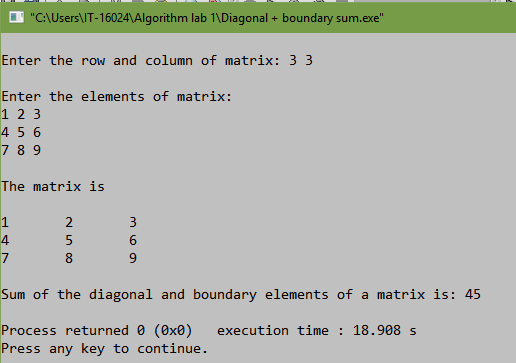 "C:\Users\IT-16024\Algorithm lab 1\Diagonal + boundary sum.exe"
Enter the row and column of matrix: 3 3
Enter the elements of matrix:
1 2 3
4 5 6
7 8 9
The matrix is
1 2 3
4 5 6
7 8 9
Sum of the diagonal and boundary elements of a matrix is: 45
Process returned 0 (0x0) execution time : 18.908 s
Press any key to continue.